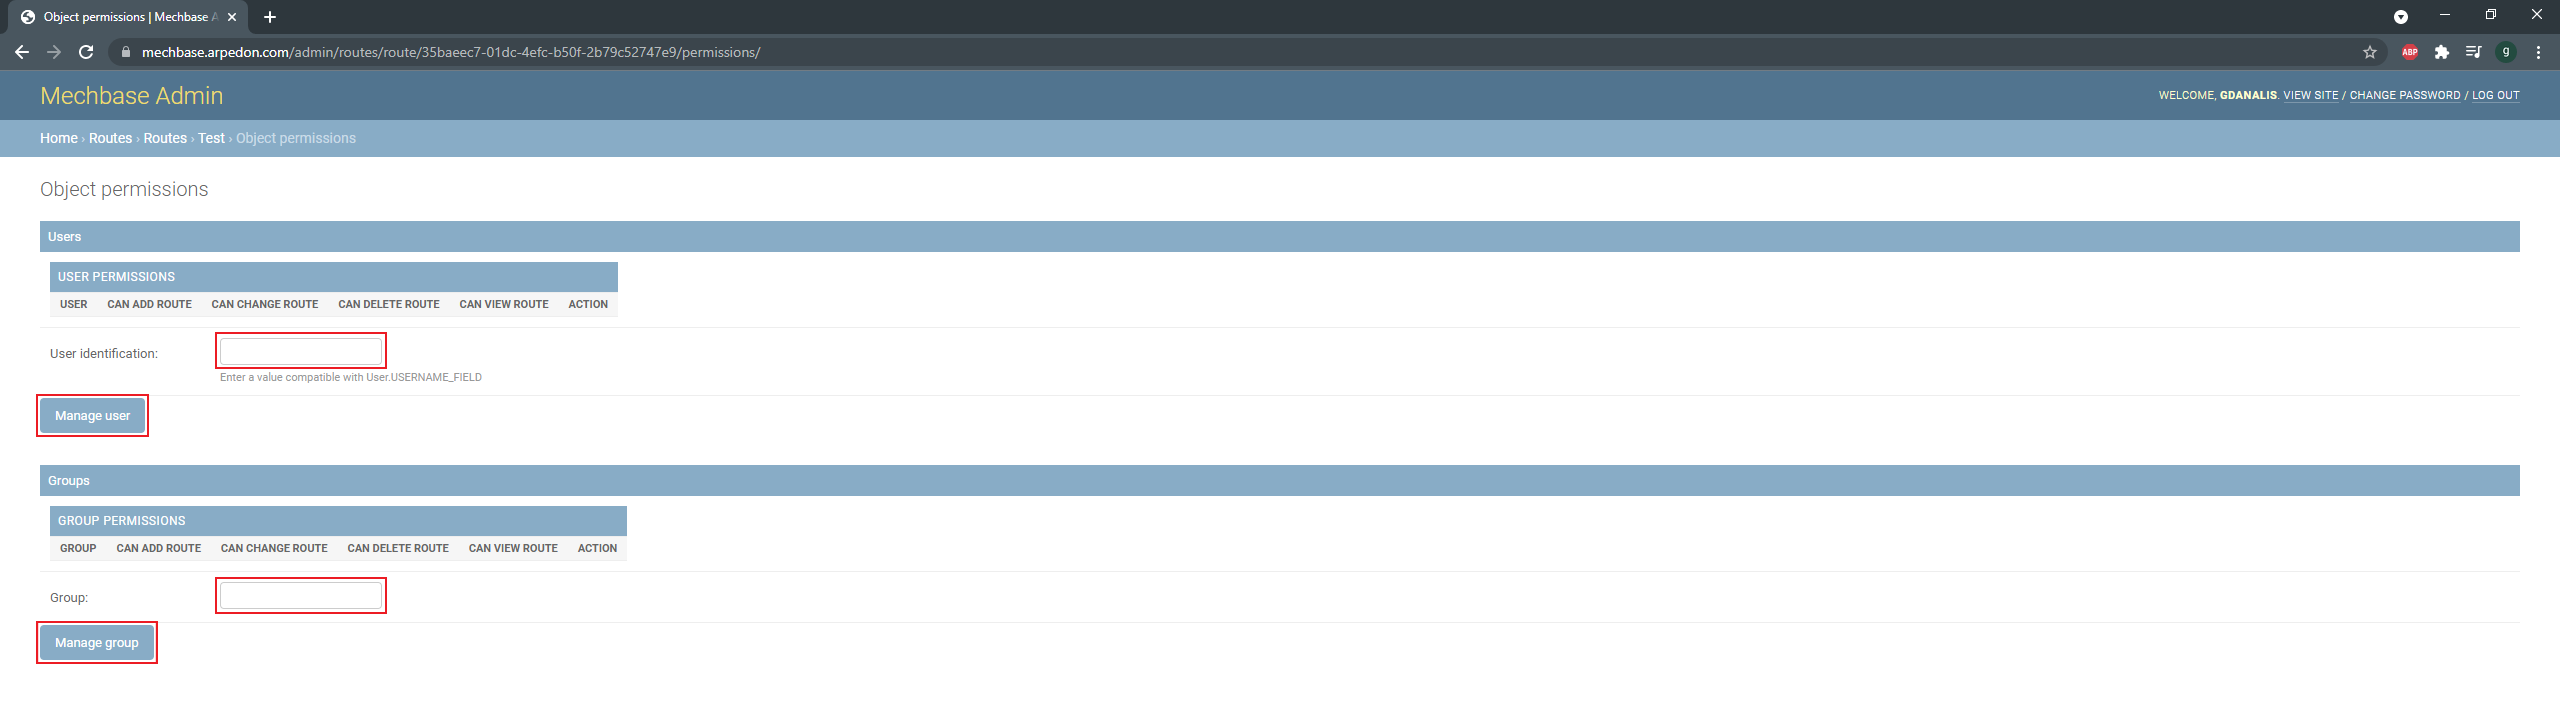 Object permissions | Mechbase A
mechbase.arpedon.com/admin/routes/route/35baeec7-01dc-4efc-b50f-2b79c52747e9/permissions/
ABP
g
Mechbase Admin
WELCOME, GDANALIS. VIEW SITE / CHANGE PASSWORD / LOG OUT
Home › Routes › Routes › Test › Object permissions
Object permissions
Users
USER PERMISSIONS
USER CAN ADD ROUTE CAN CHANGE ROUTE CAN DELETE ROUTE CAN VIEW ROUTE ACTION
User identification:
Enter a value compatible with User.USERNAME_FIELD
Manage user
Groups
GROUP PERMISSIONS
GROUP CAN ADD ROUTE CAN CHANGE ROUTE CAN DELETE ROUTE CAN VIEW ROUTE ACTION
Group:
Manage group